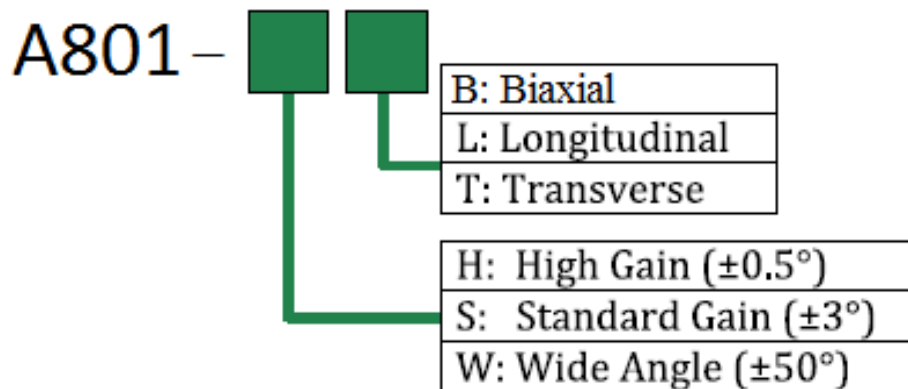 A801 –
B: Biaxial
L: Longitudinal
T: Transverse
H: High Gain (±0.5°)
S: Standard Gain (±3°)
W: Wide Angle (±50°)